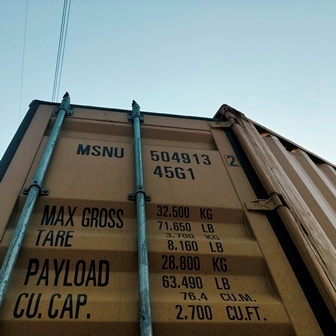 MSNU 504913 2
45G1
MAX GROSS 32.500 KG
71,650 LB
TARE 3.700 KG
8,160 LB
PAYLOAD 28.800 KG
63,490 LB
CU. CAP. 76.4 CU.M.
2,700 CU.FT.